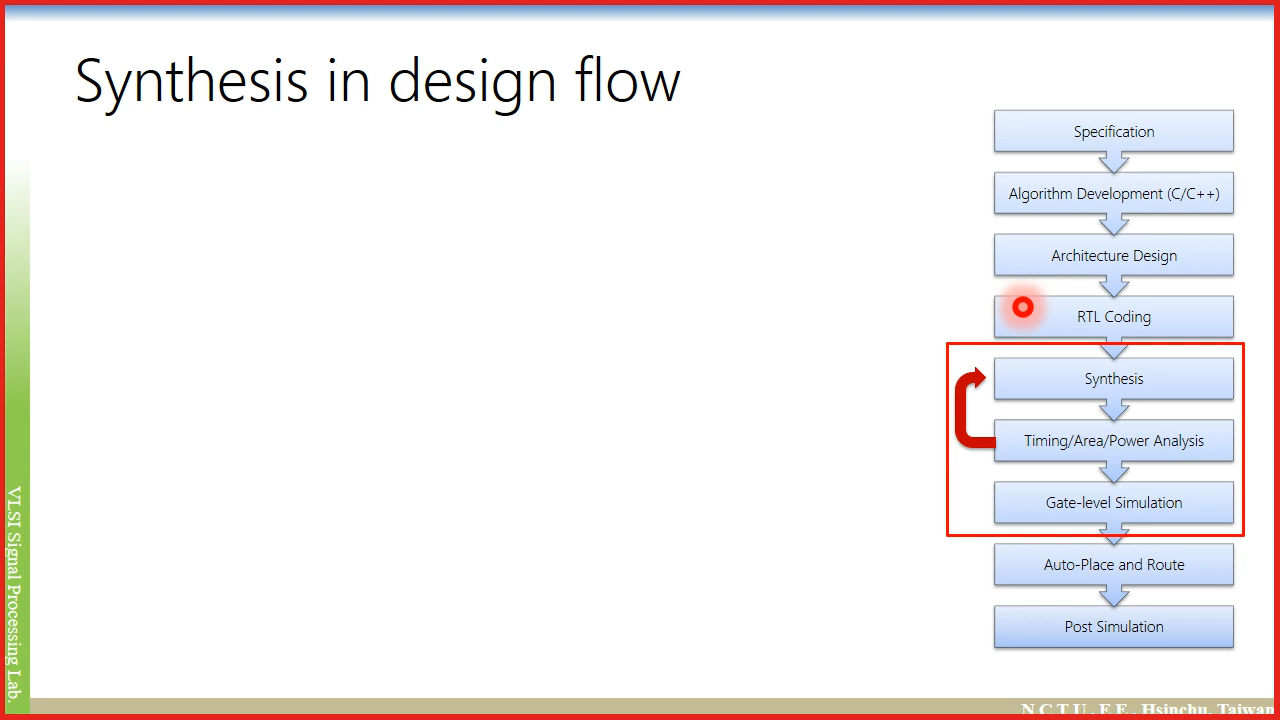 Synthesis in design flow
Specification
Algorithm Development (C/C++)
Architecture Design
RTL Coding
Synthesis
Timing/Area/Power Analysis
Gate-level Simulation
Auto-Place and Route
Post Simulation
VLSI Signal Processing Lab.
N C T U . E E . Hsinchu, Taiwan